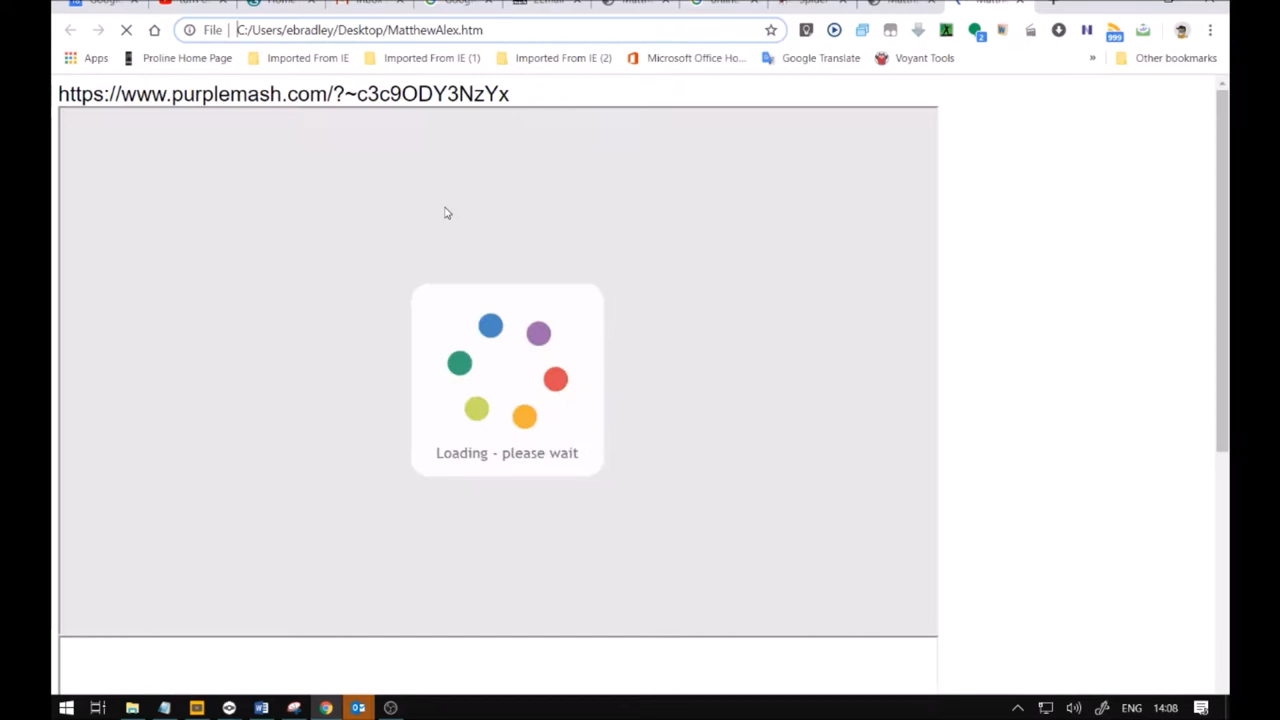 File C:/Users/ebradley/Desktop/MatthewAlex.htm
2
999
Apps Proline Home Page Imported From IE Imported From IE (1) Imported From IE (2) Microsoft Office Ho... Google Translate Voyant Tools » Other bookmarks
https://www.purplemash.com/?~c3c9ODY3NzYx
Loading - please wait
ENG 14:08